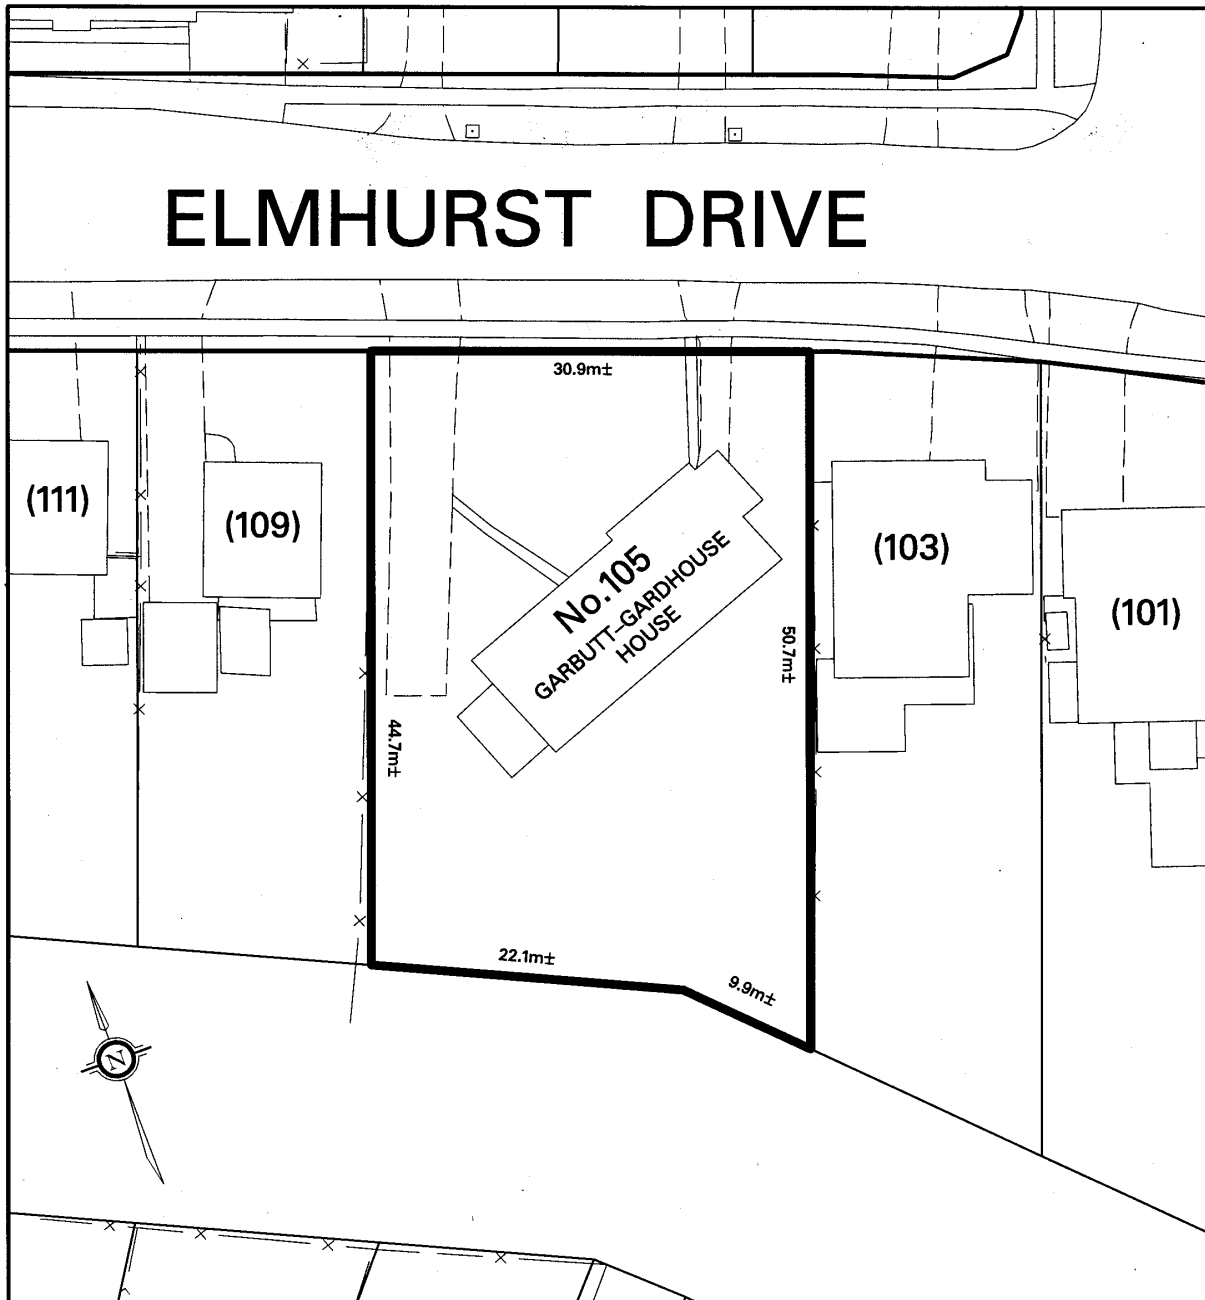 ELMHURST DRIVE
30.9m±
(111)
(109)
No.105
GARBUTT-GARDHOUSE
HOUSE
(103)
(101)
50.7m±
44.7m±
22.1m±
9.9m±
N